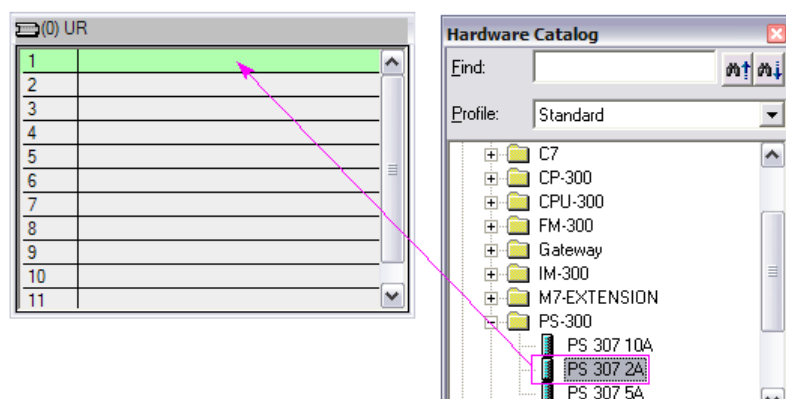 (0) UR
1
2
3
4
5
6
7
8
9
10
11
Hardware Catalog
Find:
Profile: Standard
C7
CP-300
CPU-300
FM-300
Gateway
IM-300
M7-EXTENSION
PS-300
PS 307 10A
PS 307 2A
PS 307 5A